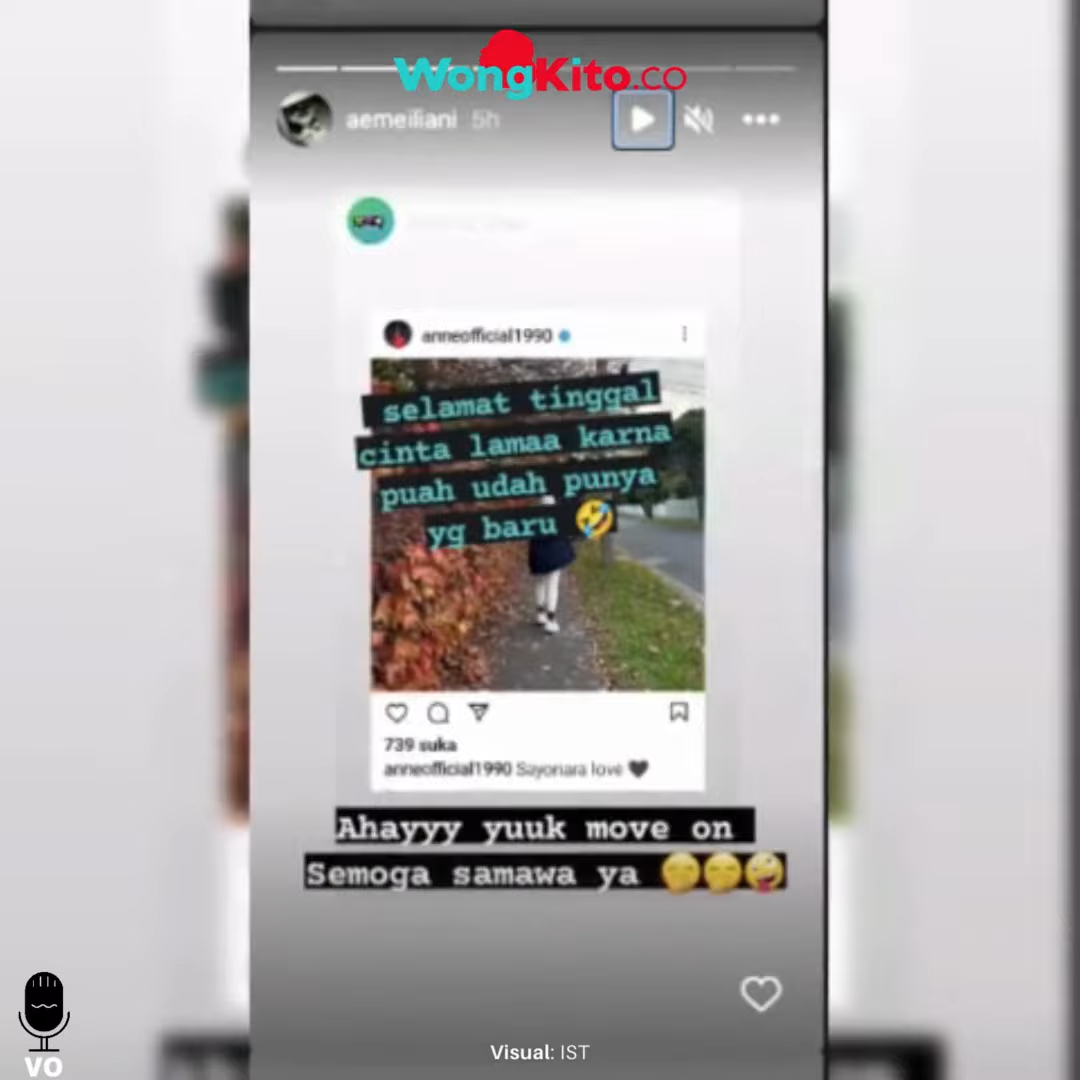 WongKito.co
aemeiliani 5h
anneofficial1990
selamat tinggal
cinta lamaa karna
puah udah punya
yg baru 🤣
739 suka
anneofficial1990 Sayonara love 🖤
Ahayyy yuuk move on
Semoga samawa ya 🤭🤭🤪
VO
Visual: IST